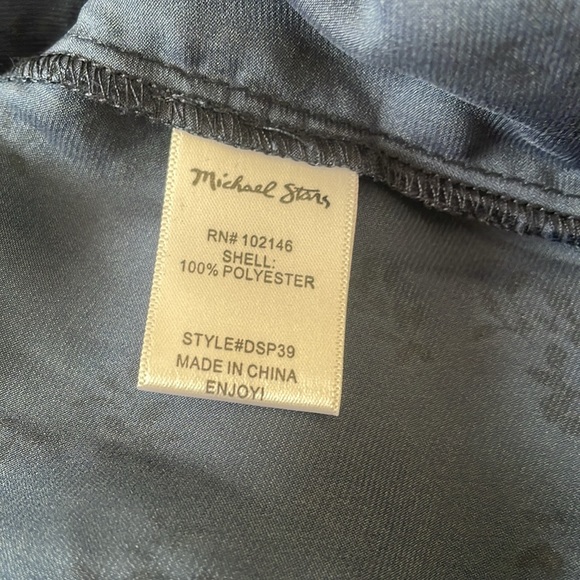 Michael Stars
RN# 102146
SHELL:
100% POLYESTER
STYLE#DSP39
MADE IN CHINA
ENJOY!